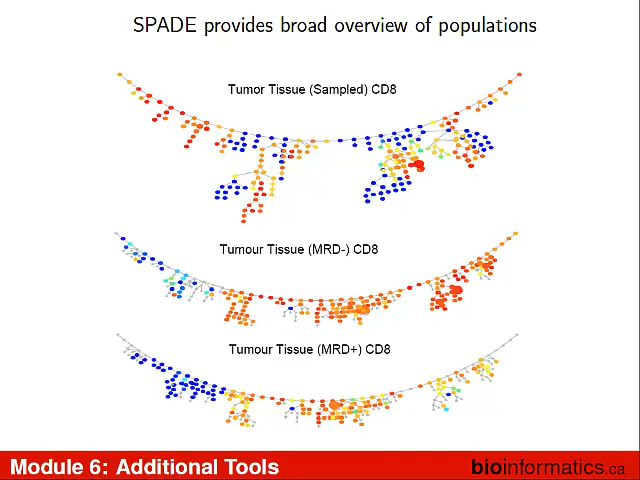 SPADE provides broad overview of populations
Tumor Tissue (Sampled) CD8
Tumour Tissue (MRD-) CD8
Tumour Tissue (MRD+) CD8
Module 6: Additional Tools
bioinformatics.ca